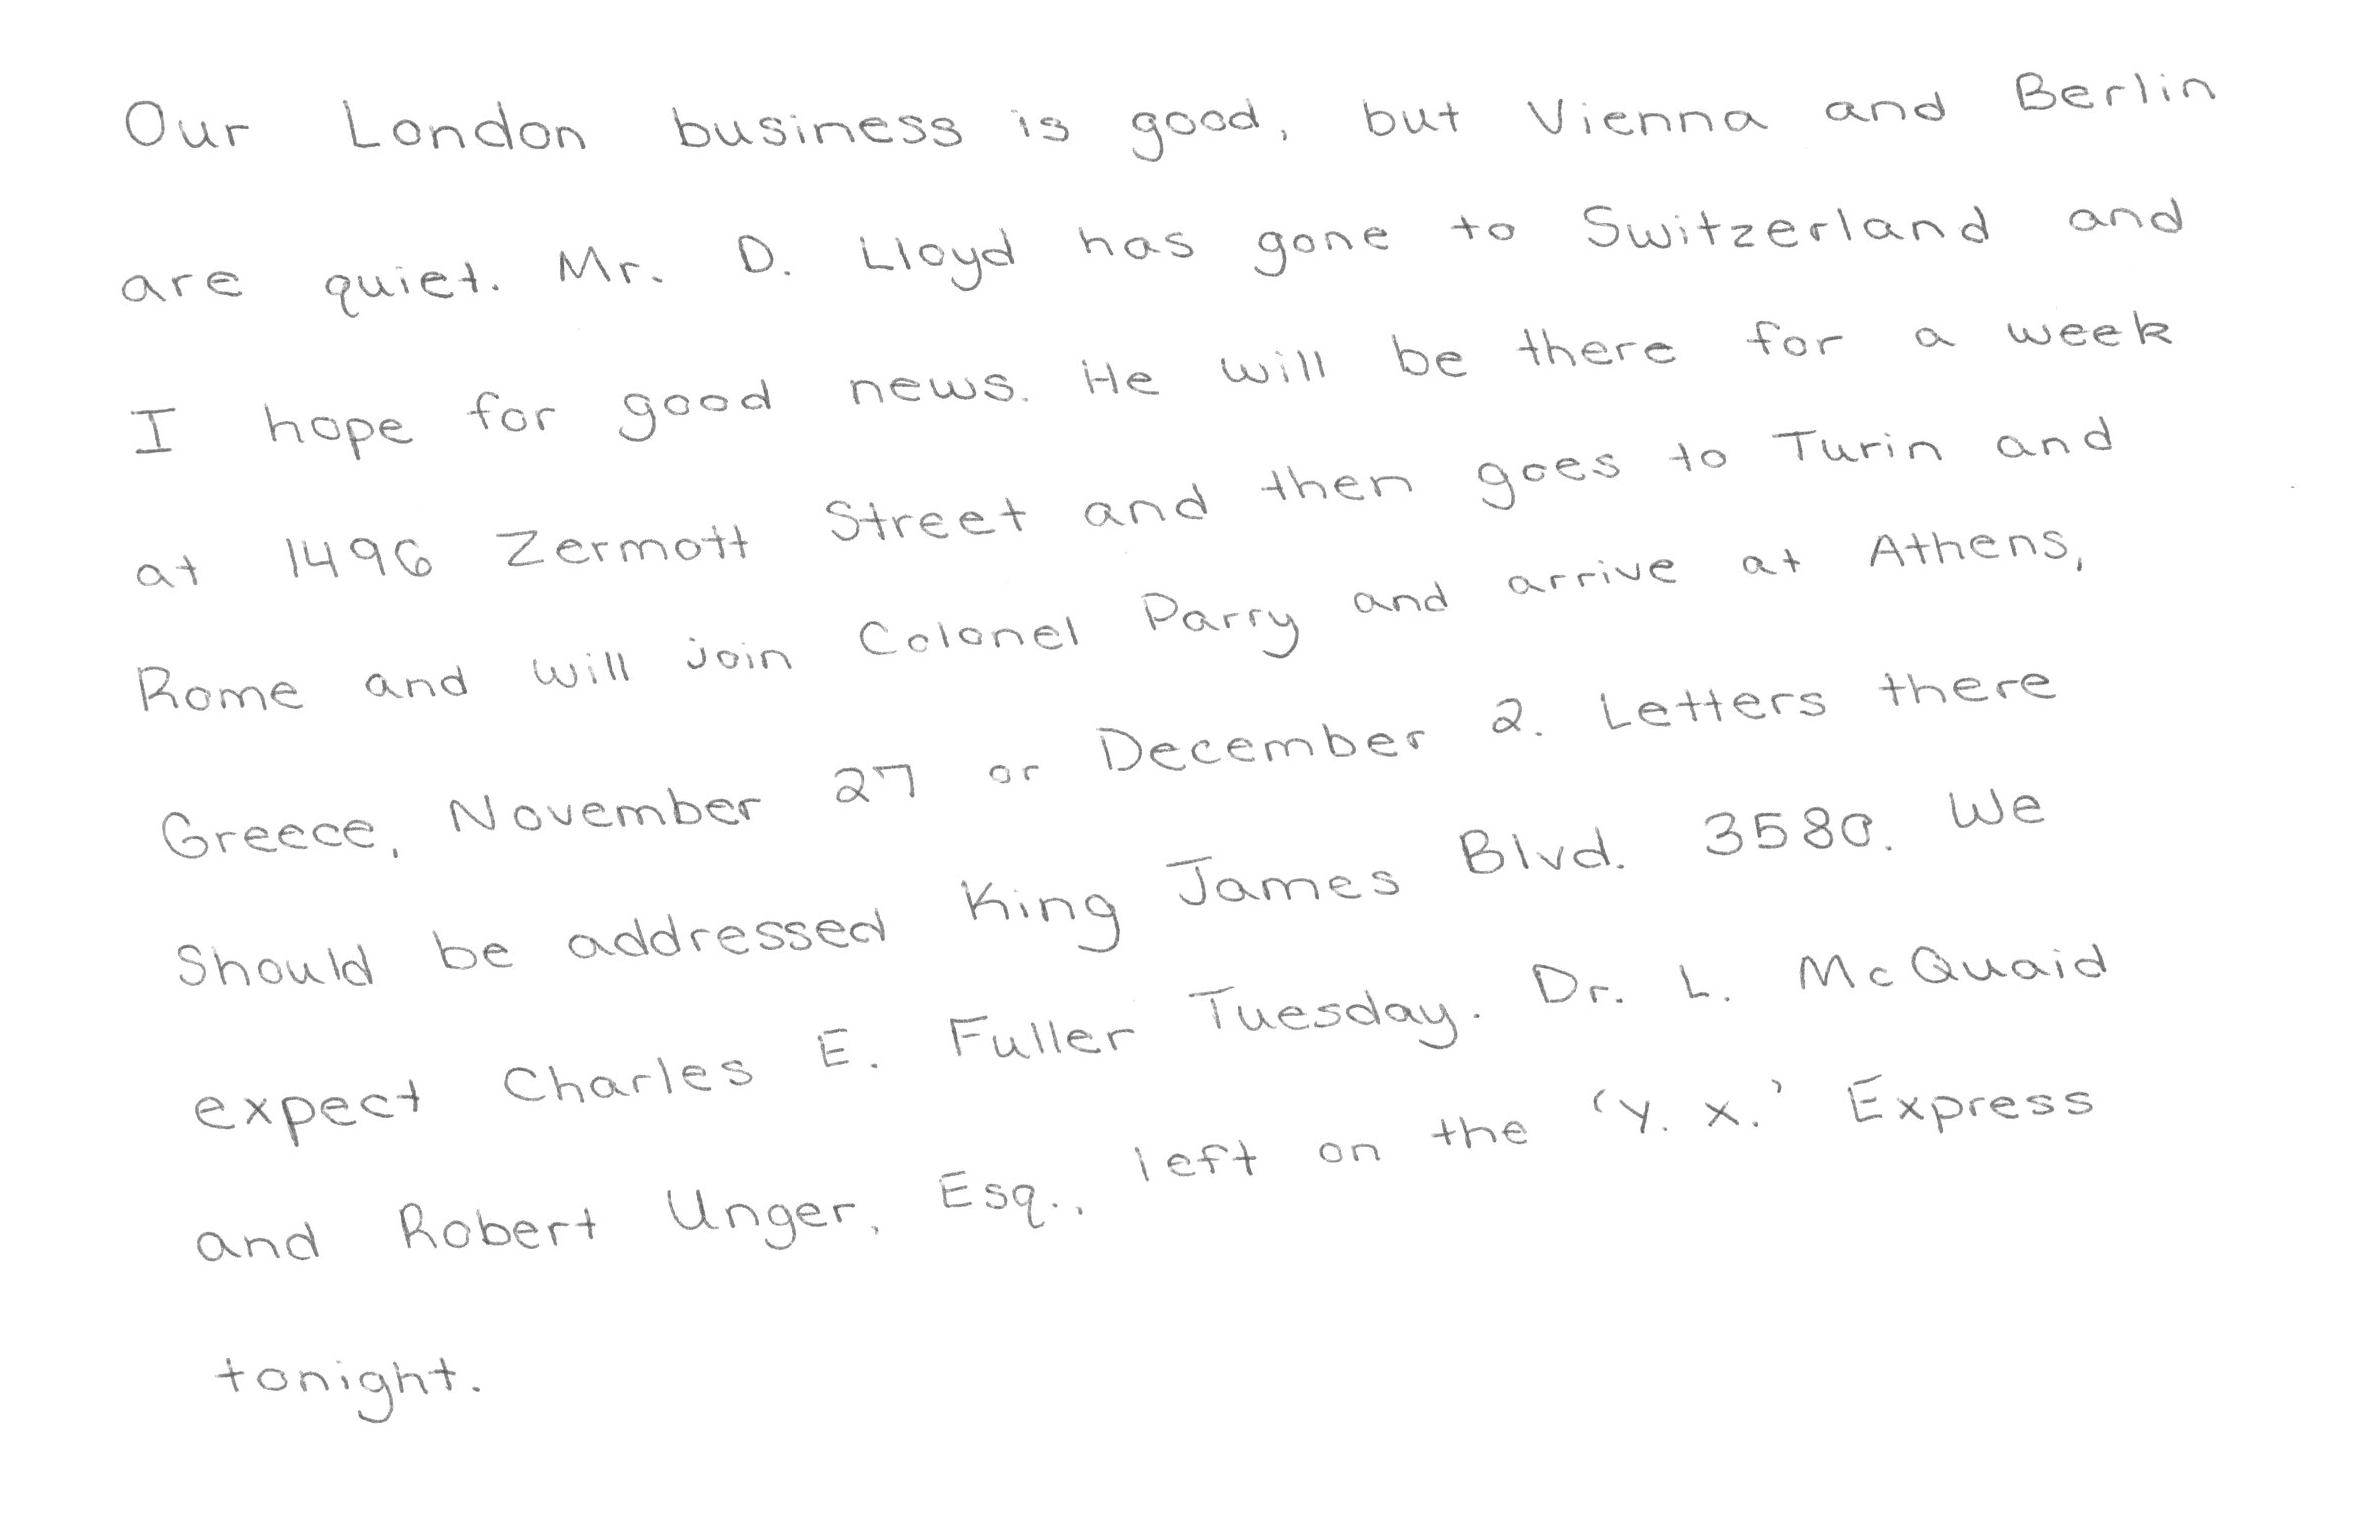 Our London business is good, but Vienna and Berlin
are quiet. Mr. D. Lloyd has gone to Switzerland and
I hope for good news. He will be there for a week
at 1496 Zermott Street and then goes to Turin and
Rome and will join Colonel Parry and arrive at Athens,
Greece, November 27 or December 2. Letters there
Should be addressed King James Blvd. 3580. We
expect Charles E. Fuller Tuesday. Dr. L. McQuaid
and Robert Unger, Esq., left on the 'Y. X.' Express
tonight.